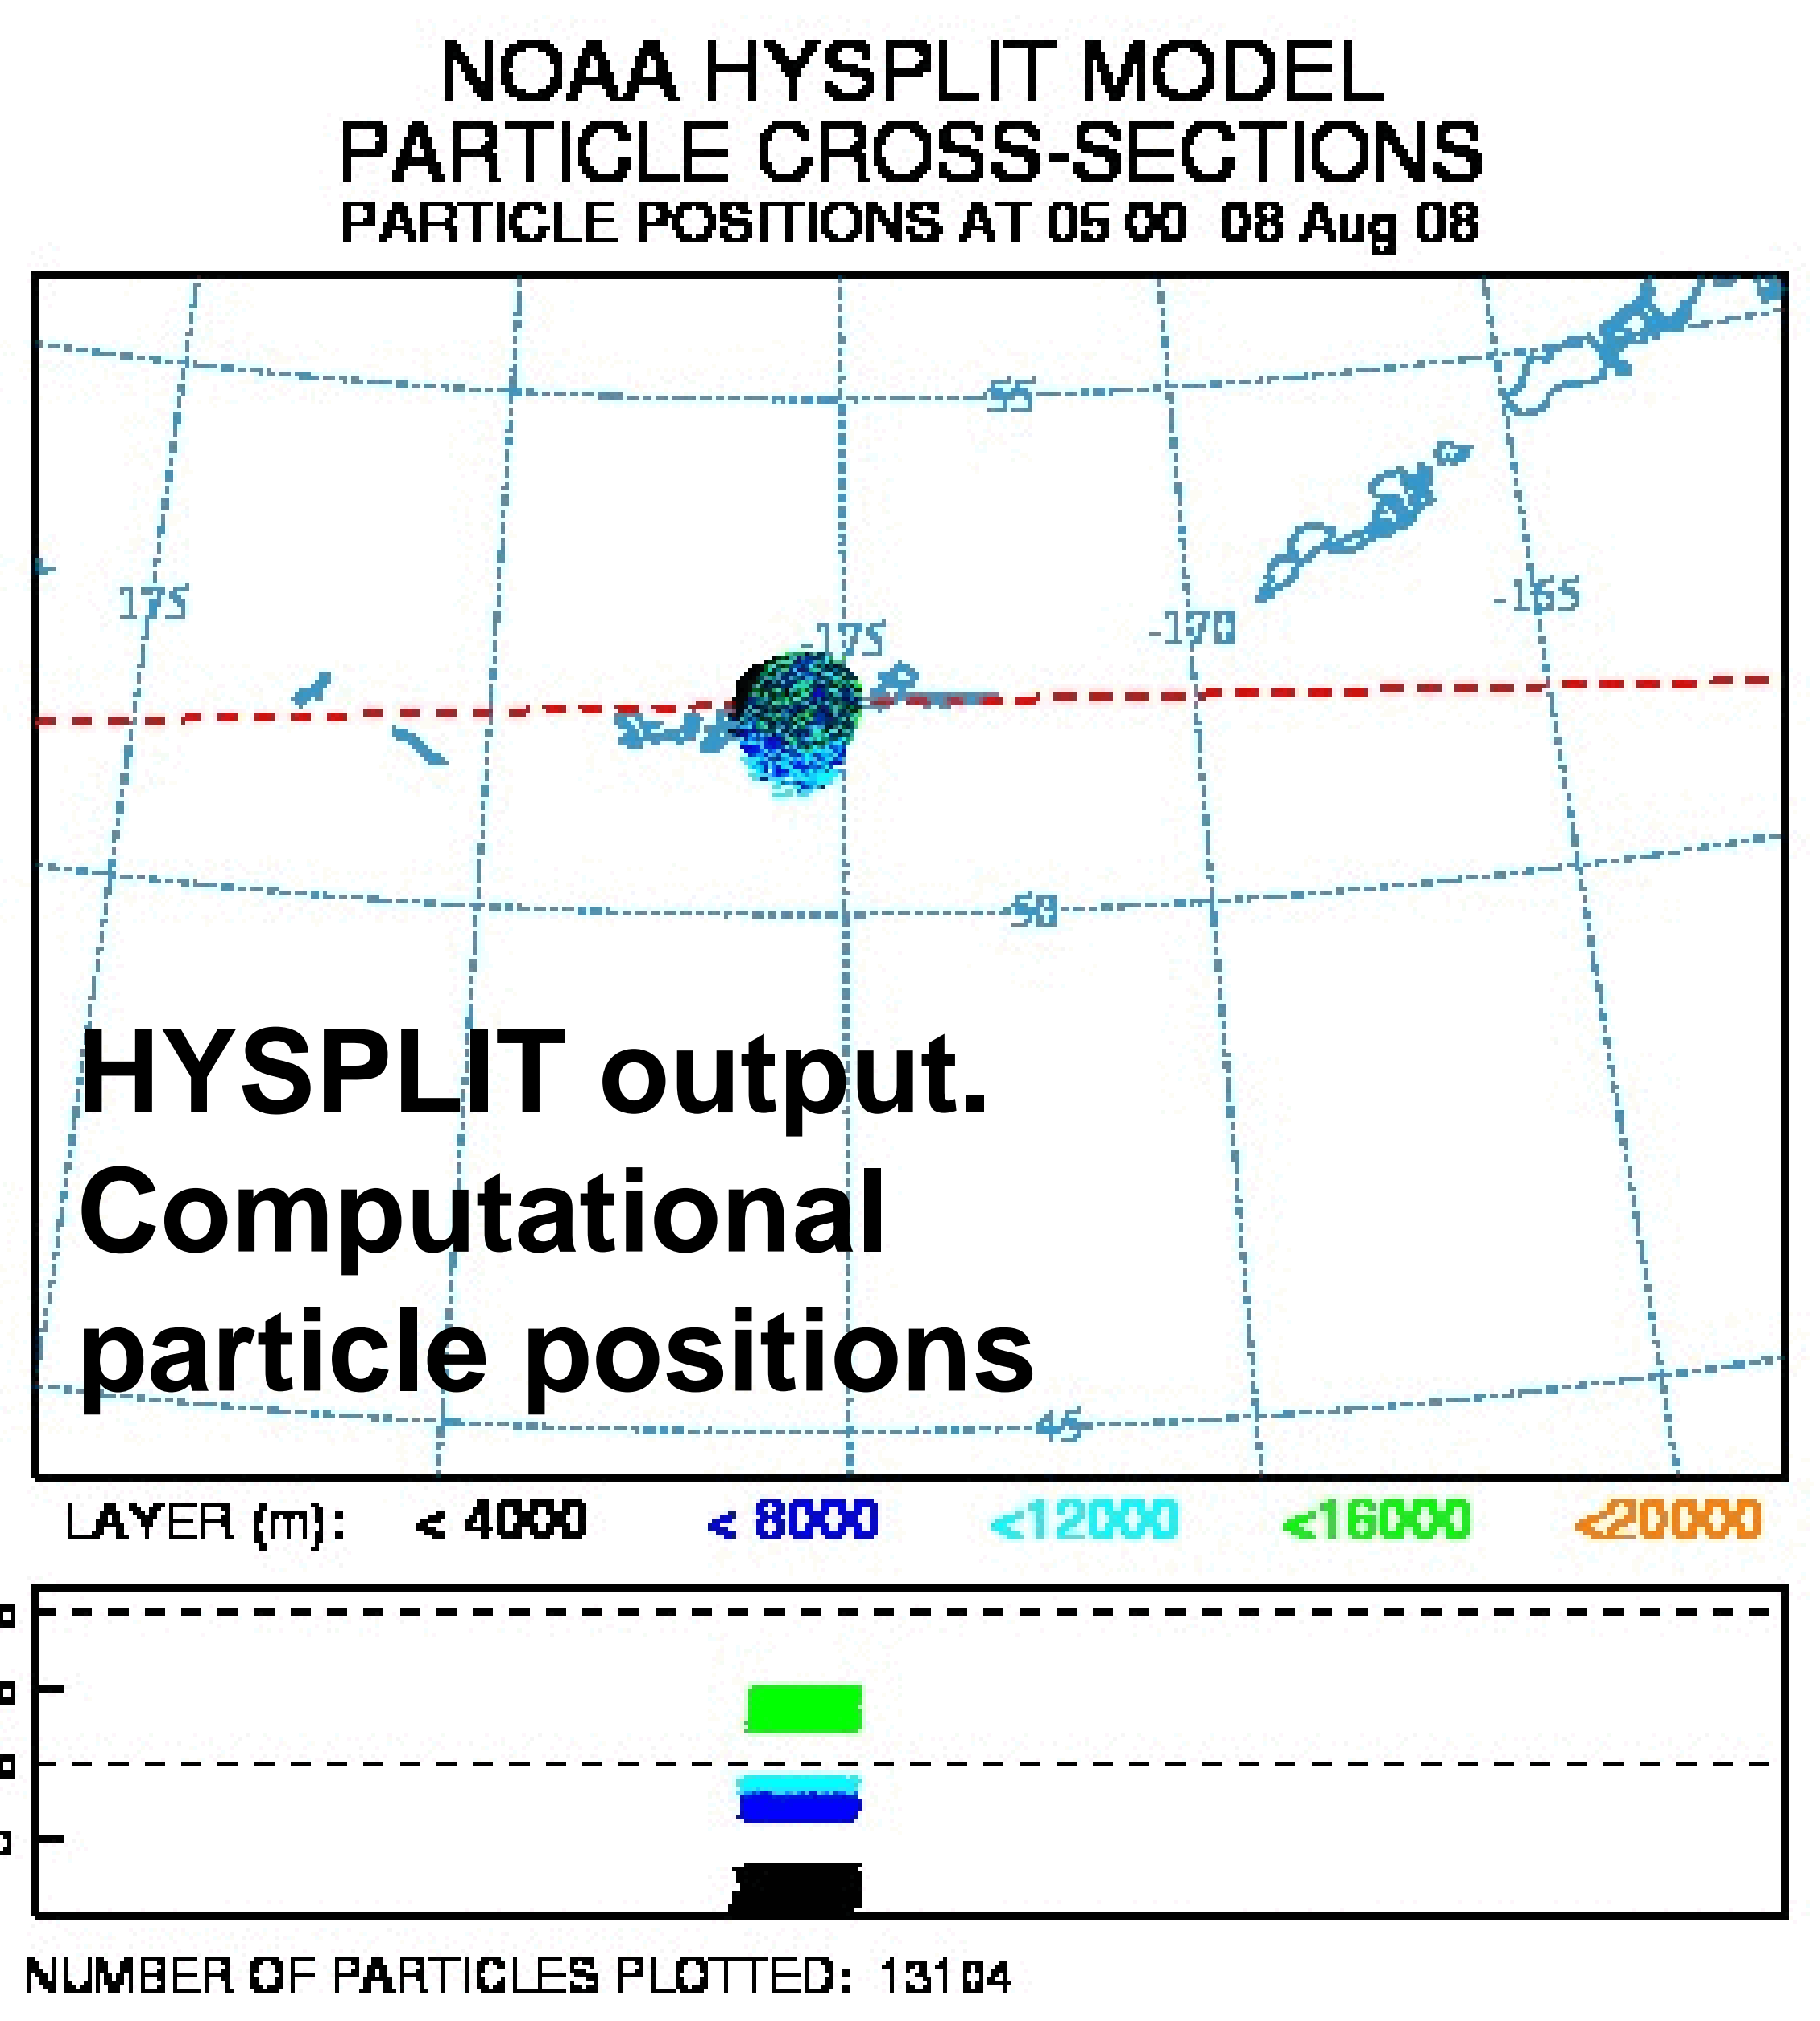 NOAA HYSPLIT MODEL
PARTICLE CROSS-SECTIONS
PARTICLE POSITIONS AT 05 00 08 Aug 08
55
175
-175
-170
-165
50
HYSPLIT output.
Computational
particle positions
45
LAYER (m): < 4000 < 8000 <12000 <16000 <20000
NUMBER OF PARTICLES PLOTTED: 13104